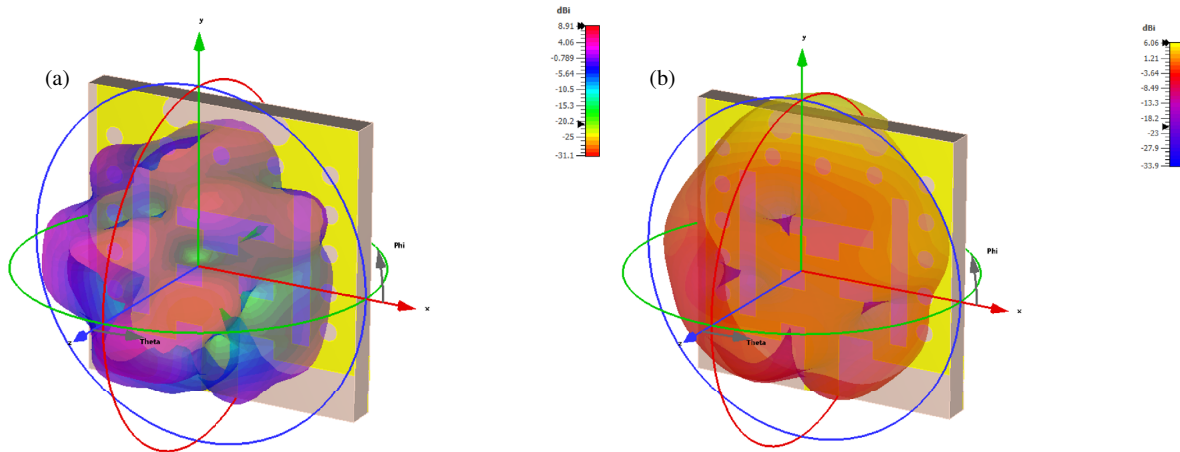 (a)
y
x
z
Phi
Theta
dBi
8.91
4.06
-0.789
-5.64
-10.5
-15.3
-20.2
-25
-31.1
(b)
y
x
z
Phi
Theta
dBi
6.06
1.21
-3.64
-8.49
-13.3
-18.2
-23
-27.9
-33.9